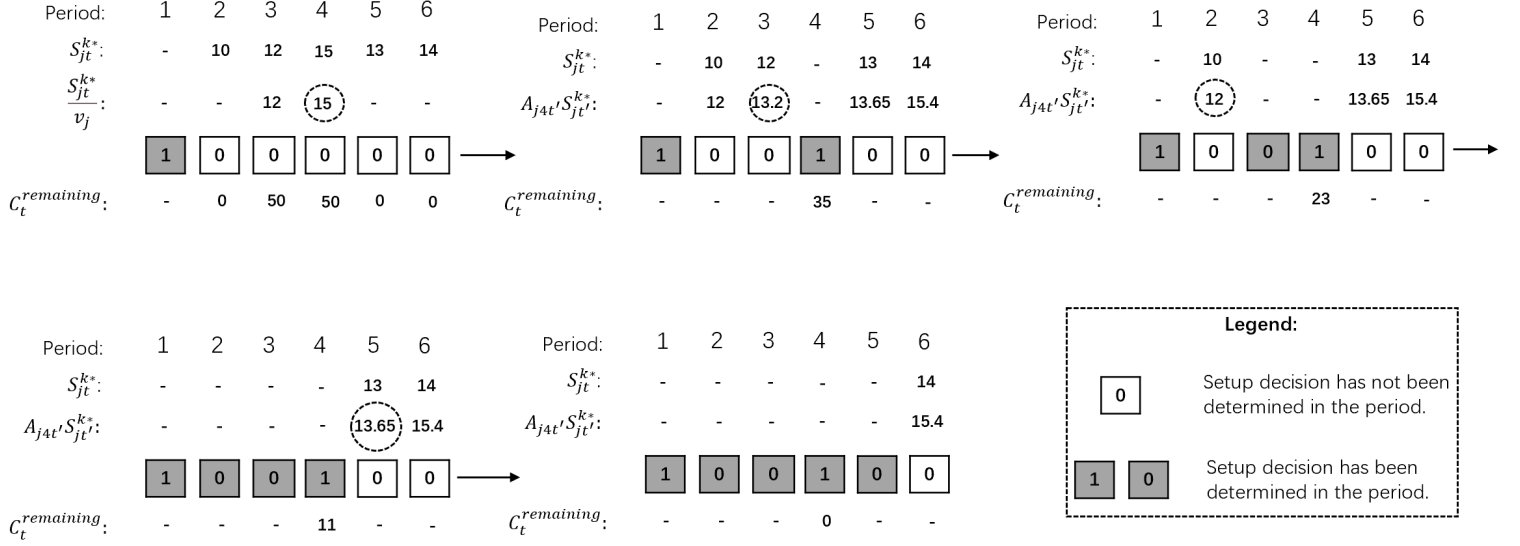 Period: 1 2 3 4 5 6
S_{jt}^{k*}: - 10 12 15 13 14
S_{jt}^{k*} / v_j : - - 12 15 - -
1 0 0 0 0 0
C_t^{remaining}: - 0 50 50 0 0
Period: 1 2 3 4 5 6
S_{jt}^{k*}: - 10 12 - 13 14
A_{j4t'}S_{jt'}^{k*}: - 12 13.2 - 13.65 15.4
1 0 0 1 0 0
C_t^{remaining}: - - - 35 - -
Period: 1 2 3 4 5 6
S_{jt}^{k*}: - 10 - - 13 14
A_{j4t'}S_{jt'}^{k*}: - 12 - - 13.65 15.4
1 0 0 1 0 0
C_t^{remaining}: - - - 23 - -
Period: 1 2 3 4 5 6
S_{jt}^{k*}: - - - - 13 14
A_{j4t'}S_{jt'}^{k*}: - - - - 13.65 15.4
1 0 0 1 0 0
C_t^{remaining}: - - - 11 - -
Period: 1 2 3 4 5 6
S_{jt}^{k*}: - - - - - 14
A_{j4t'}S_{jt'}^{k*}: - - - - - 15.4
1 0 0 1 0 0
C_t^{remaining}: - - - 0 - -
Legend:
0 Setup decision has not been
determined in the period.
1 0 Setup decision has been
determined in the period.